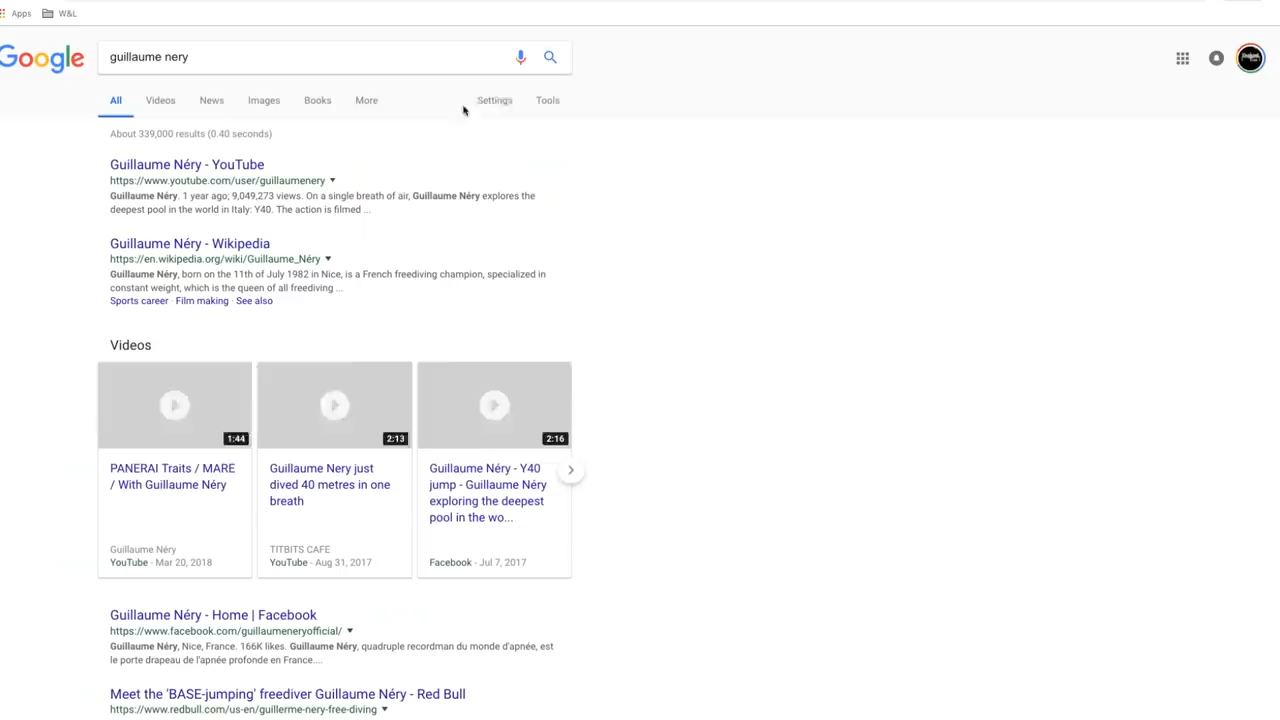 Apps W&L
Google guillaume nery
All Videos News Images Books More Settings Tools
About 339,000 results (0.40 seconds)
Guillaume Néry - YouTube
https://www.youtube.com/user/guillaumenery
Guillaume Néry. 1 year ago; 9,049,273 views. On a single breath of air, Guillaume Néry explores the
deepest pool in the world in Italy: Y40. The action is filmed ...
Guillaume Néry - Wikipedia
https://en.wikipedia.org/wiki/Guillaume_Néry
Guillaume Néry, born on the 11th of July 1982 in Nice, is a French freediving champion, specialized in
constant weight, which is the queen of all freediving ...
Sports career · Film making · See also
Videos
1:44
PANERAI Traits / MARE
/ With Guillaume Néry
Guillaume Néry
YouTube - Mar 20, 2018
2:13
Guillaume Nery just
dived 40 metres in one
breath
TITBITS CAFE
YouTube - Aug 31, 2017
2:16
Guillaume Néry - Y40
jump - Guillaume Néry
exploring the deepest
pool in the wo...
Facebook - Jul 7, 2017
Guillaume Néry - Home | Facebook
https://www.facebook.com/guillaumeneryofficial/
Guillaume Néry, Nice, France. 166K likes. Guillaume Néry, quadruple recordman du monde d'apnée, est
le porte drapeau de l'apnée profonde en France....
Meet the 'BASE-jumping' freediver Guillaume Néry - Red Bull
https://www.redbull.com/us-en/guillerme-nery-free-diving